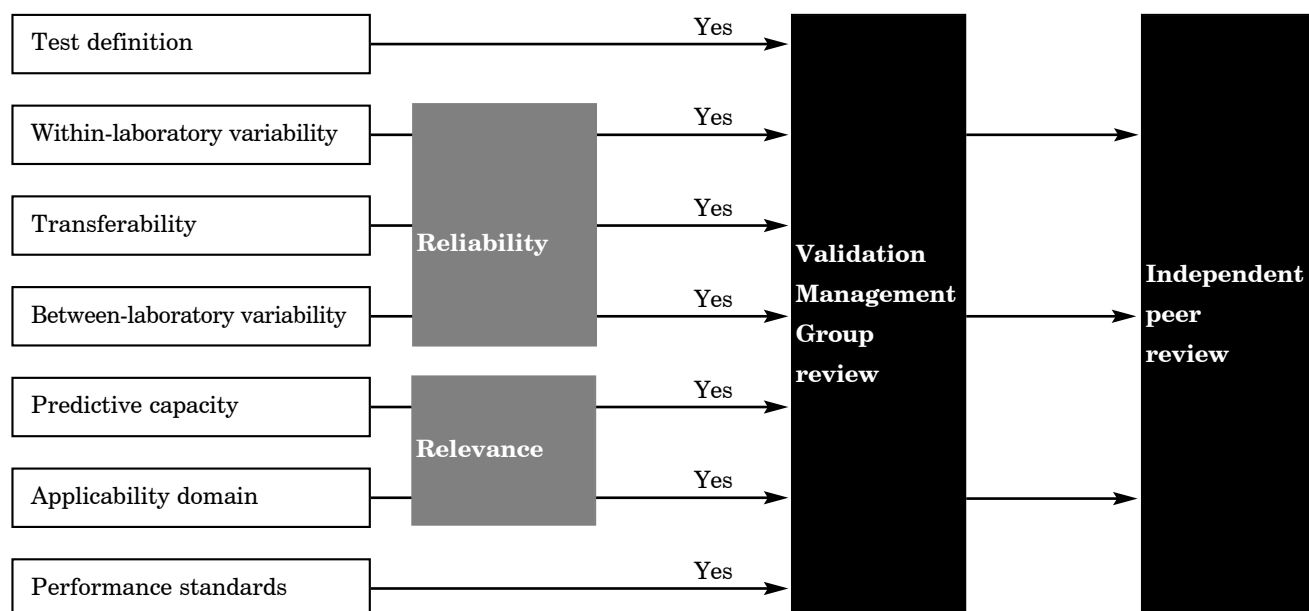 Test definition
Yes
Within-laboratory variability
Yes
Transferability
Yes
Reliability
Between-laboratory variability
Yes
Predictive capacity
Yes
Relevance
Applicability domain
Yes
Performance standards
Yes
Validation
Management
Group
review
Independent
peer
review